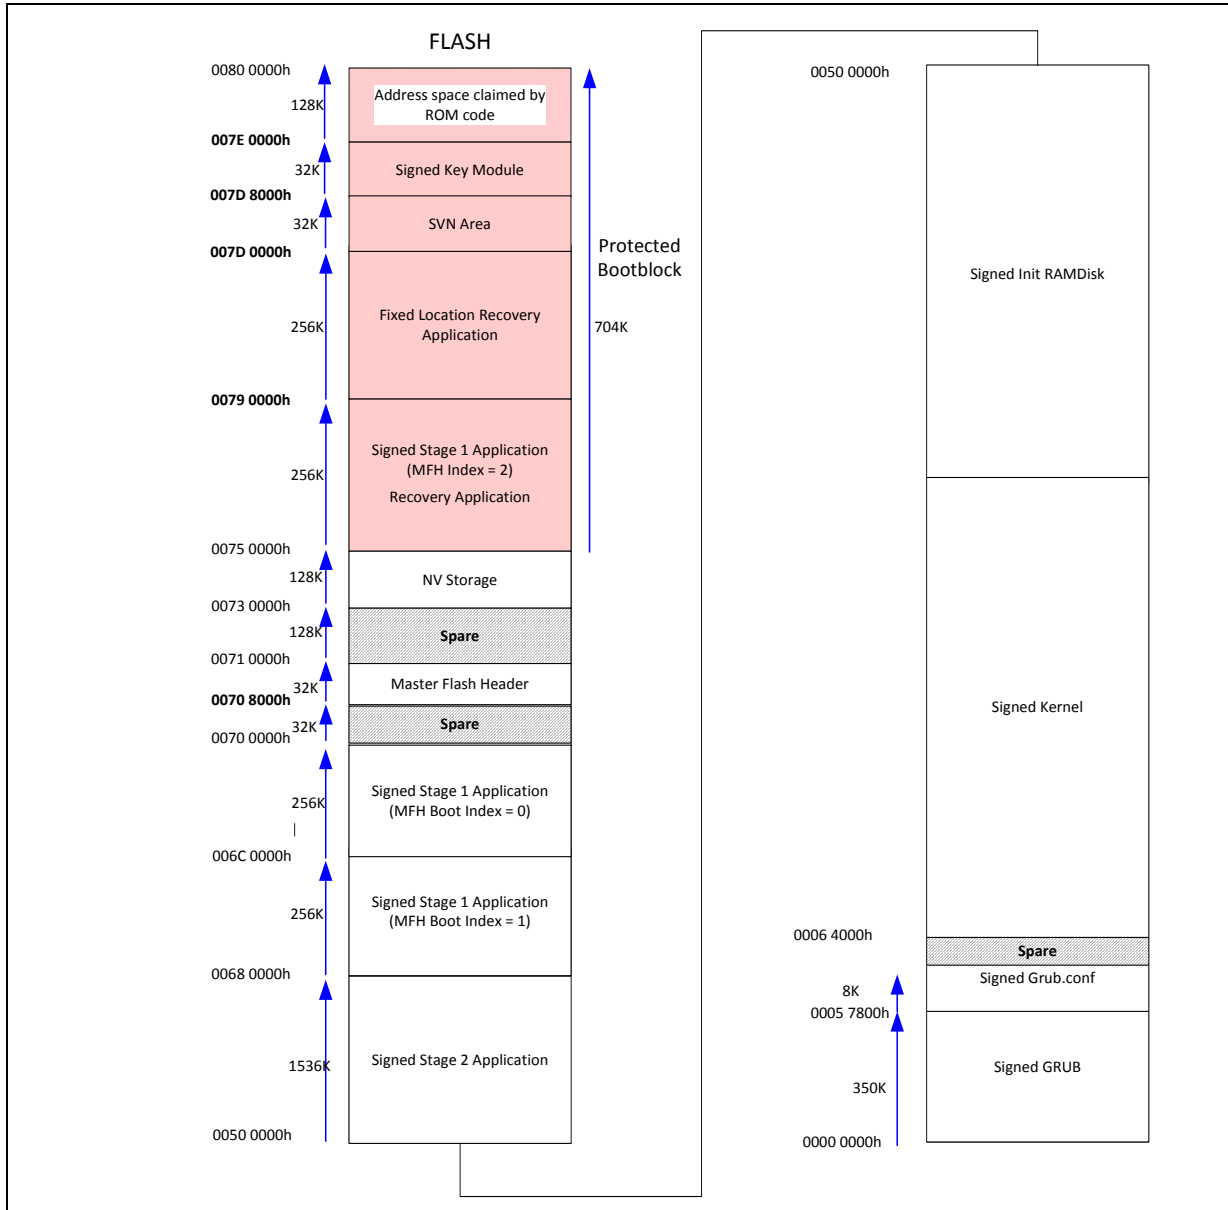 FLASH
0080 0000h
128K
Address space claimed by
ROM code
007E 0000h
32K
Signed Key Module
007D 8000h
32K
SVN Area
007D 0000h
Protected
Bootblock
256K
Fixed Location Recovery
Application
704K
0079 0000h
256K
Signed Stage 1 Application
(MFH Index = 2)
Recovery Application
0075 0000h
128K
NV Storage
0073 0000h
128K
Spare
0071 0000h
32K
Master Flash Header
0070 8000h
32K
Spare
0070 0000h
256K
Signed Stage 1 Application
(MFH Boot Index = 0)
006C 0000h
256K
Signed Stage 1 Application
(MFH Boot Index = 1)
0068 0000h
1536K
Signed Stage 2 Application
0050 0000h
0050 0000h
Signed Init RAMDisk
Signed Kernel
0006 4000h
Spare
Signed Grub.conf
8K
0005 7800h
Signed GRUB
350K
0000 0000h